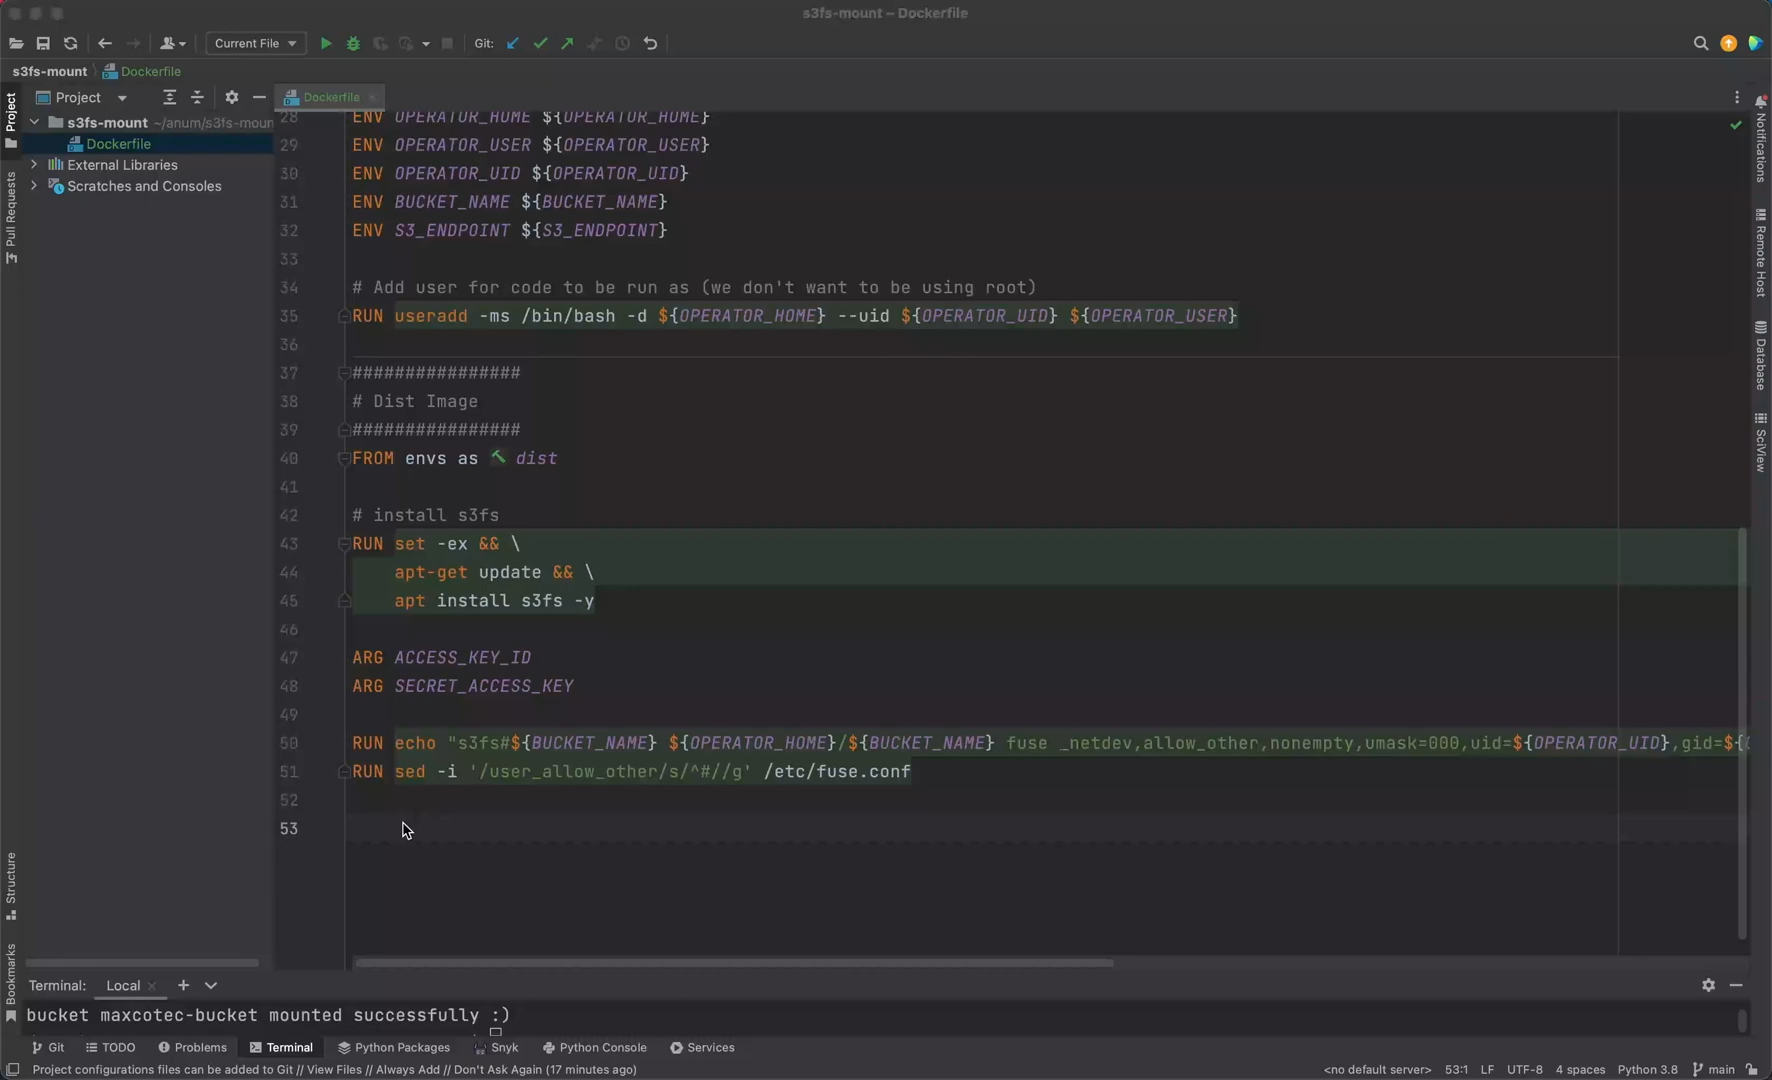 s3fs-mount – Dockerfile
Current File
Git:
s3fs-mount
Dockerfile
Project
Dockerfile
s3fs-mount ~/anum/s3fs-moun
Dockerfile
External Libraries
Scratches and Consoles
Project
Pull Requests
Structure
Bookmarks
28 ENV OPERATOR_HOME ${OPERATOR_HOME}
29 ENV OPERATOR_USER ${OPERATOR_USER}
30 ENV OPERATOR_UID ${OPERATOR_UID}
31 ENV BUCKET_NAME ${BUCKET_NAME}
32 ENV S3_ENDPOINT ${S3_ENDPOINT}
33
34 # Add user for code to be run as (we don't want to be using root)
35 RUN useradd -ms /bin/bash -d ${OPERATOR_HOME} --uid ${OPERATOR_UID} ${OPERATOR_USER}
36
37 ################
38 # Dist Image
39 ################
40 FROM envs as dist
41
42 # install s3fs
43 RUN set -ex && \
44 apt-get update && \
45 apt install s3fs -y
46
47 ARG ACCESS_KEY_ID
48 ARG SECRET_ACCESS_KEY
49
50 RUN echo "s3fs#${BUCKET_NAME} ${OPERATOR_HOME}/${BUCKET_NAME} fuse _netdev,allow_other,nonempty,umask=000,uid=${OPERATOR_UID},gid=${
51 RUN sed -i '/user_allow_other/s/^#//g' /etc/fuse.conf
52
53
Notifications
Remote Host
Database
SciView
Terminal: Local
bucket maxcotec-bucket mounted successfully :)
Git TODO Problems Terminal Python Packages Snyk Python Console Services
Project configurations files can be added to Git // View Files // Always Add // Don't Ask Again (17 minutes ago)
<no default server> 53:1 LF UTF-8 4 spaces Python 3.8 main